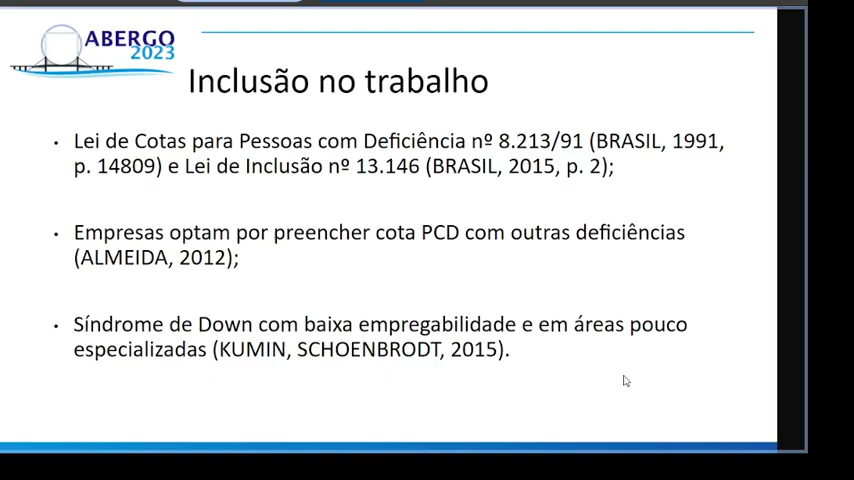 ABERGO
2023
Inclusão no trabalho
• Lei de Cotas para Pessoas com Deficiência nº 8.213/91 (BRASIL, 1991,
p. 14809) e Lei de Inclusão nº 13.146 (BRASIL, 2015, p. 2);
• Empresas optam por preencher cota PCD com outras deficiências
(ALMEIDA, 2012);
• Síndrome de Down com baixa empregabilidade e em áreas pouco
especializadas (KUMIN, SCHOENBRODT, 2015).